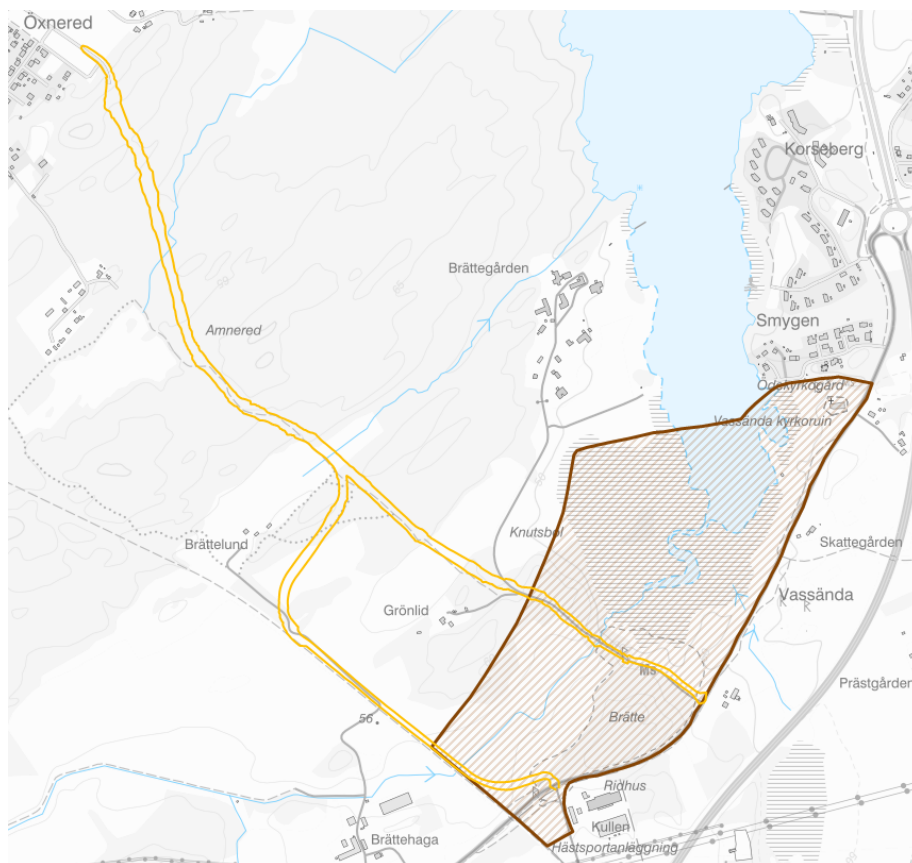 Öxnered
Korseberg
Brättegården
Smygen
Amnered
Ödekyrkogård
Vassända kyrkoruin
Knutsbol
Skattegården
Brättelund
Vassända
Grönlid
Ms
Prästgården
56
Brätte
Ridhus
Kullen
Brättehaga
Hästsportanläggning